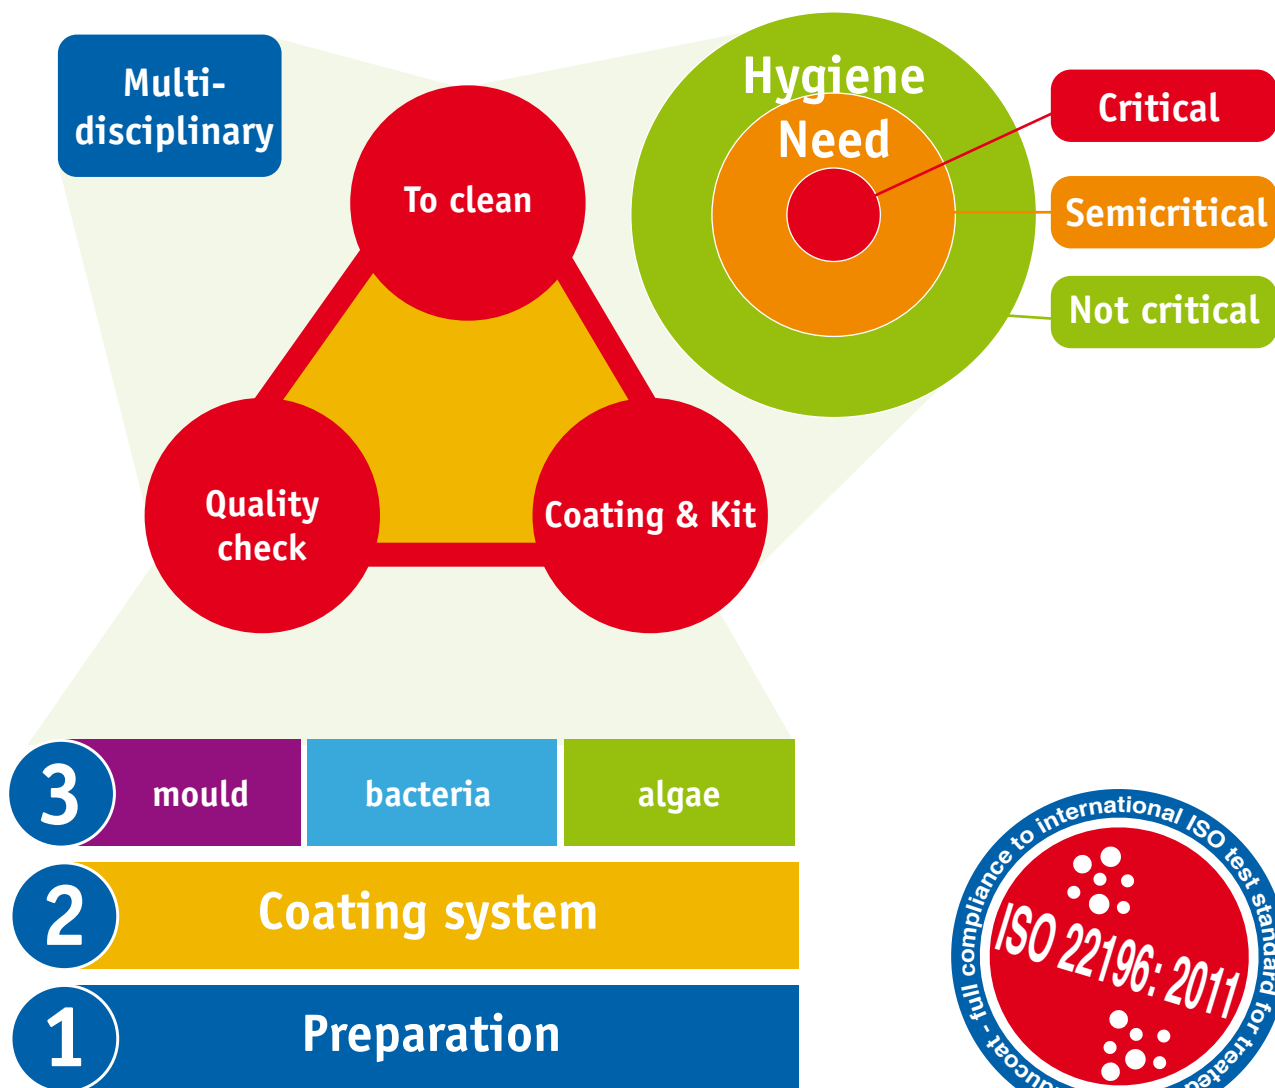 Multi-
disciplinary
Hygiene
Need
Critical
Semicritical
Not critical
To clean
Quality
check
Coating & Kit
3
mould
bacteria
algae
2
Coating system
1
Preparation
- full compliance to international ISO test standard for treated
ISO 22196: 2011